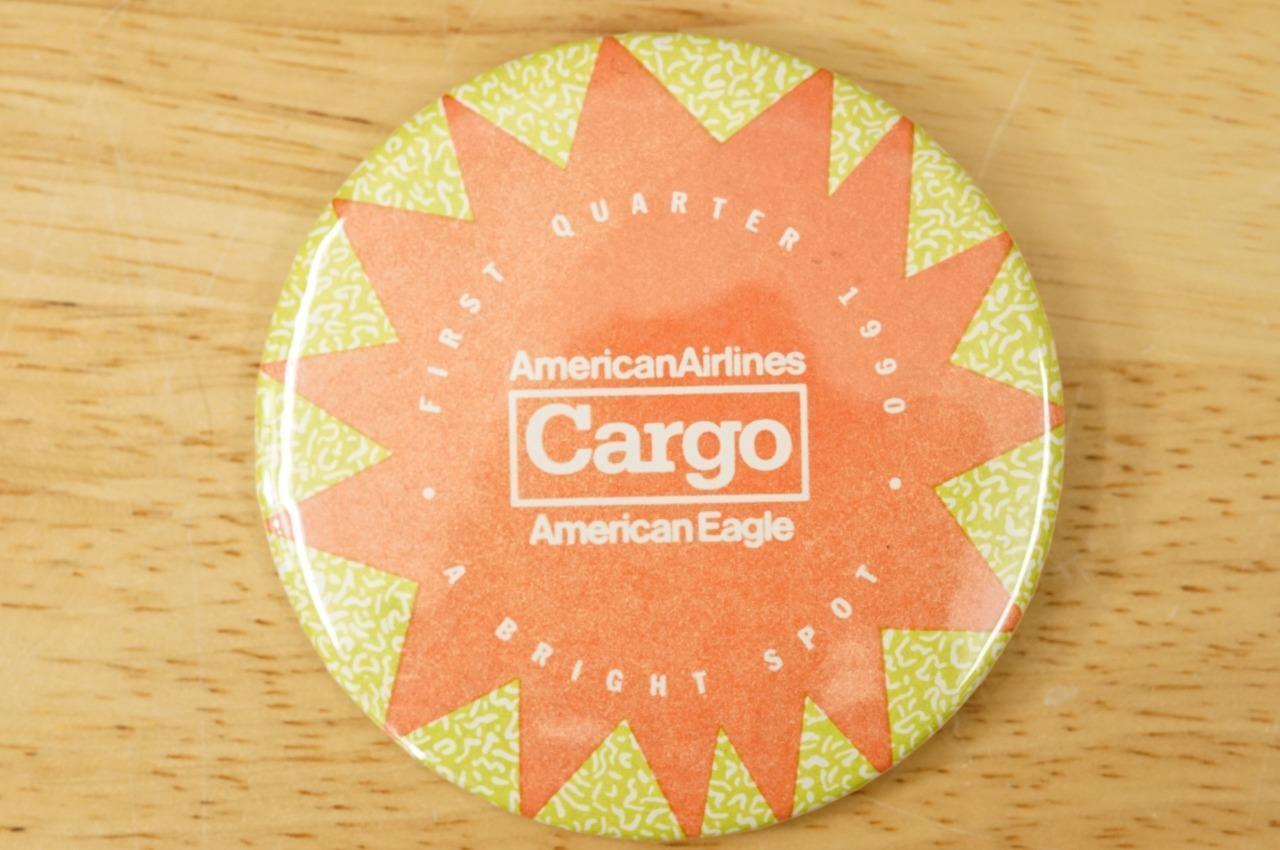 FIRST QUARTER 1990
AmericanAirlines
Cargo
American Eagle
• A BRIGHT SPOT •